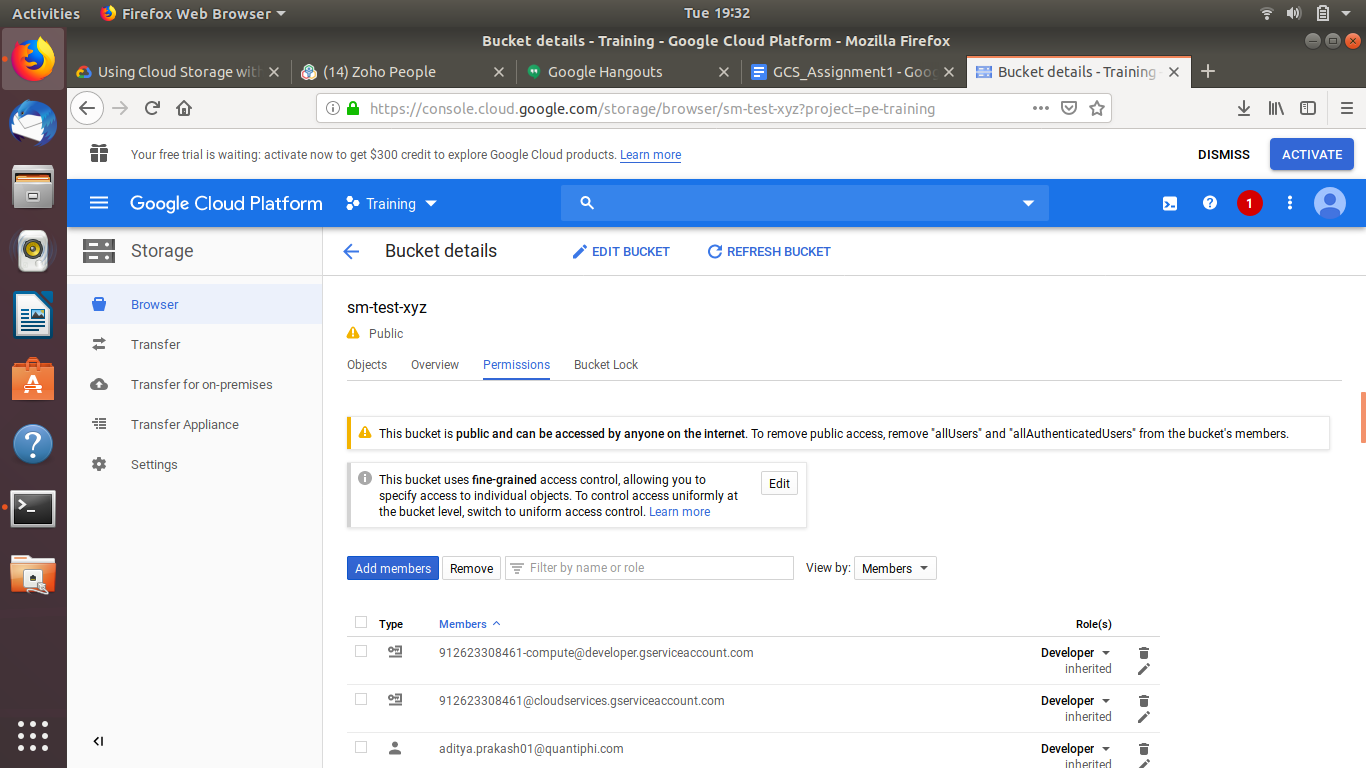 Activities
Firefox Web Browser
Tue 19:32
Bucket details - Training - Google Cloud Platform - Mozilla Firefox
Using Cloud Storage with
(14) Zoho People
Google Hangouts
GCS_Assignment1 - Goog
Bucket details - Training -
https://console.cloud.google.com/storage/browser/sm-test-xyz?project=pe-training
Your free trial is waiting: activate now to get $300 credit to explore Google Cloud products. Learn more
DISMISS
ACTIVATE
Google Cloud Platform
Training
1
Storage
Bucket details
EDIT BUCKET
REFRESH BUCKET
Browser
Transfer
Transfer for on-premises
Transfer Appliance
Settings
sm-test-xyz
Public
Objects
Overview
Permissions
Bucket Lock
This bucket is public and can be accessed by anyone on the internet. To remove public access, remove "allUsers" and "allAuthenticatedUsers" from the bucket's members.
This bucket uses fine-grained access control, allowing you to
specify access to individual objects. To control access uniformly at
the bucket level, switch to uniform access control. Learn more
Edit
Add members
Remove
Filter by name or role
View by:
Members
Type
Members
Role(s)
912623308461-compute@developer.gserviceaccount.com
Developer
inherited
912623308461@cloudservices.gserviceaccount.com
Developer
inherited
aditya.prakash01@quantiphi.com
Developer
inherited